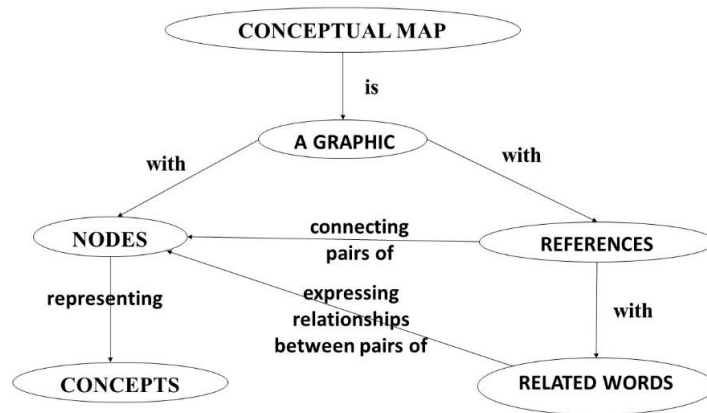 CONCEPTUAL MAP
is
A GRAPHIC
with
with
NODES
connecting
pairs of
REFERENCES
representing
expressing
relationships
between pairs of
with
CONCEPTS
RELATED WORDS